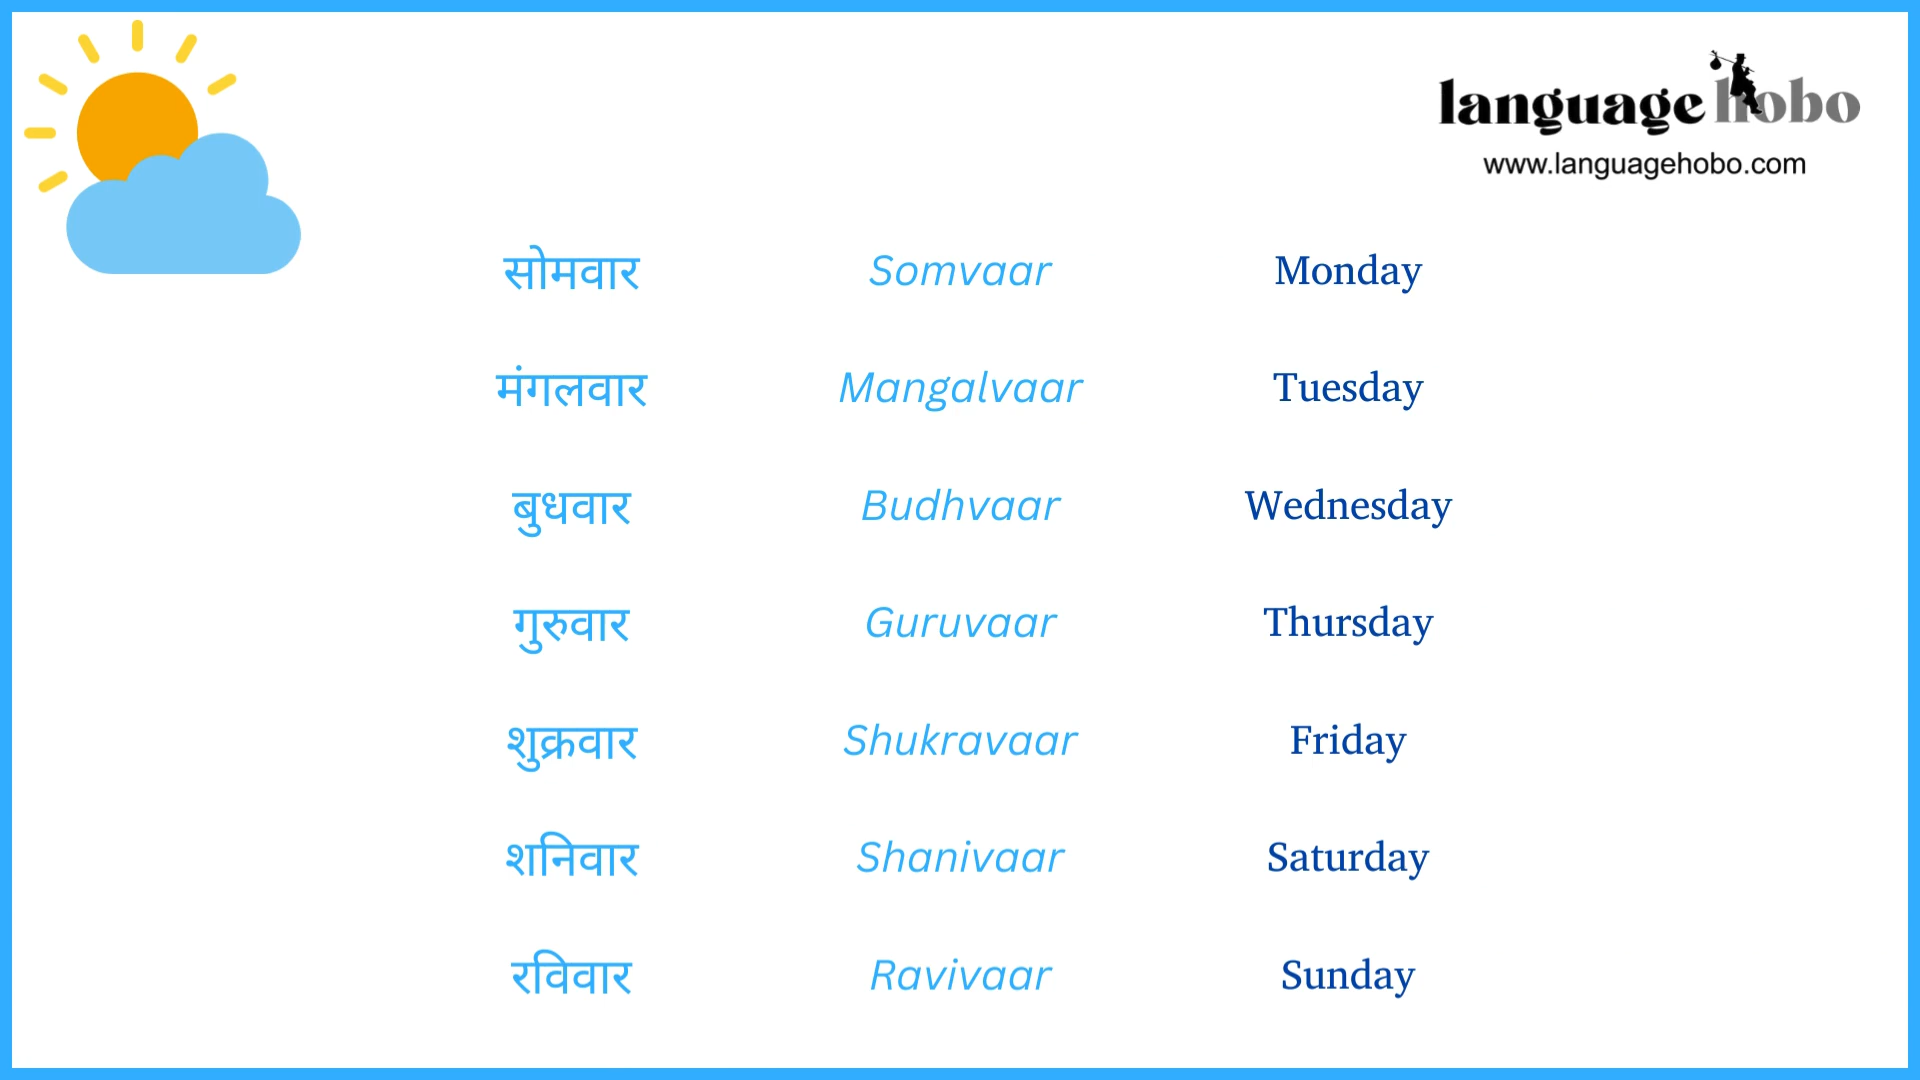 language hobo
www.languagehobo.com
सोमवार Somvaar Monday
मंगलवार Mangalvaar Tuesday
बुधवार Budhvaar Wednesday
गुरुवार Guruvaar Thursday
शुक्रवार Shukravaar Friday
शनिवार Shanivaar Saturday
रविवार Ravivaar Sunday